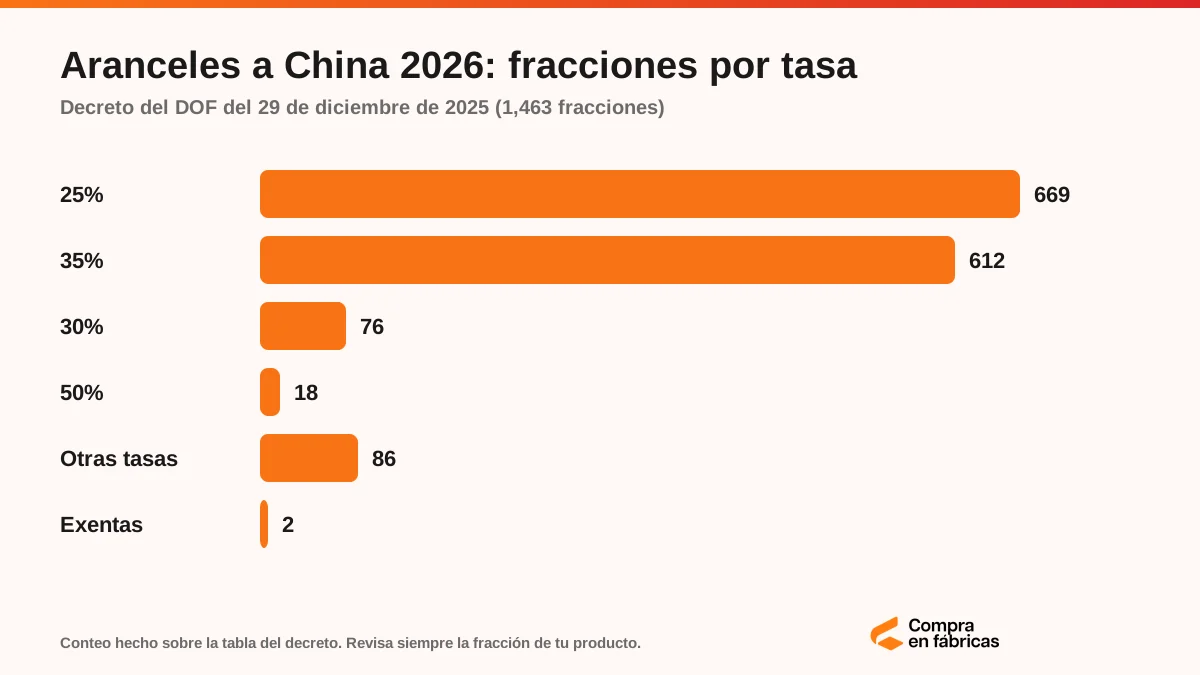 Aranceles a China 2026: fracciones por tasa
Decreto del DOF del 29 de diciembre de 2025 (1,463 fracciones)
25% 669
35% 612
30% 76
50% 18
Otras tasas 86
Exentas 2
Conteo hecho sobre la tabla del decreto. Revisa siempre la fracción de tu producto.
Compra
en fábricas